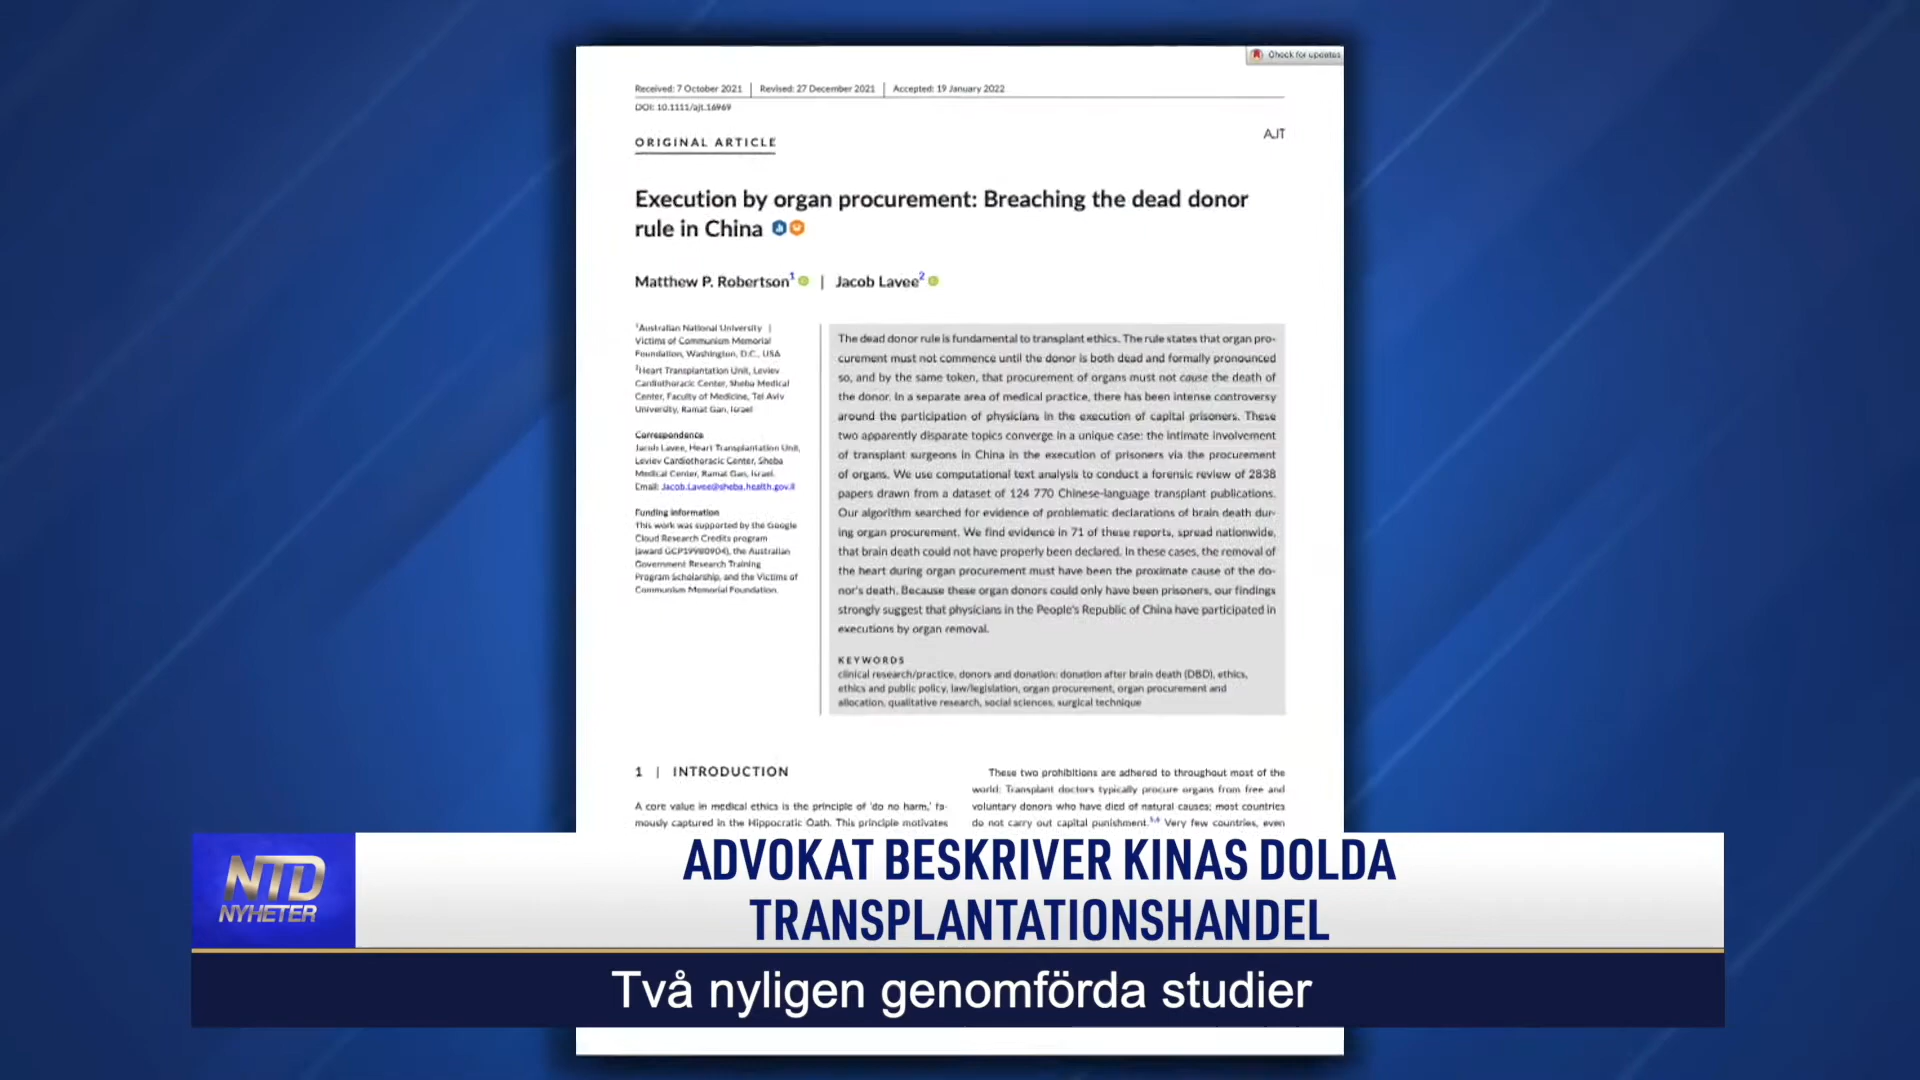 Check for updates
Received: 7 October 2021 | Revised: 27 December 2021 | Accepted: 19 January 2022
DOI: 10.1111/ajt.16969
ORIGINAL ARTICLE
AJT
Execution by organ procurement: Breaching the dead donor
rule in China
Matthew P. Robertson1 | Jacob Lavee2
1Australian National University |
Victims of Communism Memorial
Foundation, Washington, D.C., USA
2Heart Transplantation Unit, Leviev
Cardiothoracic Center, Sheba Medical
Center, Faculty of Medicine, Tel Aviv
University, Ramat Gan, Israel
Correspondence
Jacob Lavee, Heart Transplantation Unit,
Leviev Cardiothoracic Center, Sheba
Medical Center, Ramat Gan, Israel.
Email: Jacob.Lavee@sheba.health.gov.il
Funding information
This work was supported by the Google
Cloud Research Credits program
(award GCP19980904), the Australian
Government Research Training
Program Scholarship, and the Victims of
Communism Memorial Foundation.
The dead donor rule is fundamental to transplant ethics. The rule states that organ pro-
curement must not commence until the donor is both dead and formally pronounced
so, and by the same token, that procurement of organs must not cause the death of
the donor. In a separate area of medical practice, there has been intense controversy
around the participation of physicians in the execution of capital prisoners. These
two apparently disparate topics converge in a unique case: the intimate involvement
of transplant surgeons in China in the execution of prisoners via the procurement
of organs. We use computational text analysis to conduct a forensic review of 2838
papers drawn from a dataset of 124 770 Chinese-language transplant publications.
Our algorithm searched for evidence of problematic declarations of brain death dur-
ing organ procurement. We find evidence in 71 of these reports, spread nationwide,
that brain death could not have properly been declared. In these cases, the removal of
the heart during organ procurement must have been the proximate cause of the do-
nor's death. Because these organ donors could only have been prisoners, our findings
strongly suggest that physicians in the People's Republic of China have participated in
executions by organ removal.
KEYWORDS
clinical research/practice, donors and donation: donation after brain death (DBD), ethics,
ethics and public policy, law/legislation, organ procurement, organ procurement and
allocation, qualitative research, social sciences, surgical technique
1 | INTRODUCTION
A core value in medical ethics is the principle of 'do no harm,' fa-
mously captured in the Hippocratic Oath. This principle motivates
These two prohibitions are adhered to throughout most of the
world: Transplant doctors typically procure organs from free and
voluntary donors who have died of natural causes; most countries
do not carry out capital punishment.5,6 Very few countries, even
NTD
NYHETER
ADVOKAT BESKRIVER KINAS DOLDA
TRANSPLANTATIONSHANDEL
Två nyligen genomförda studier